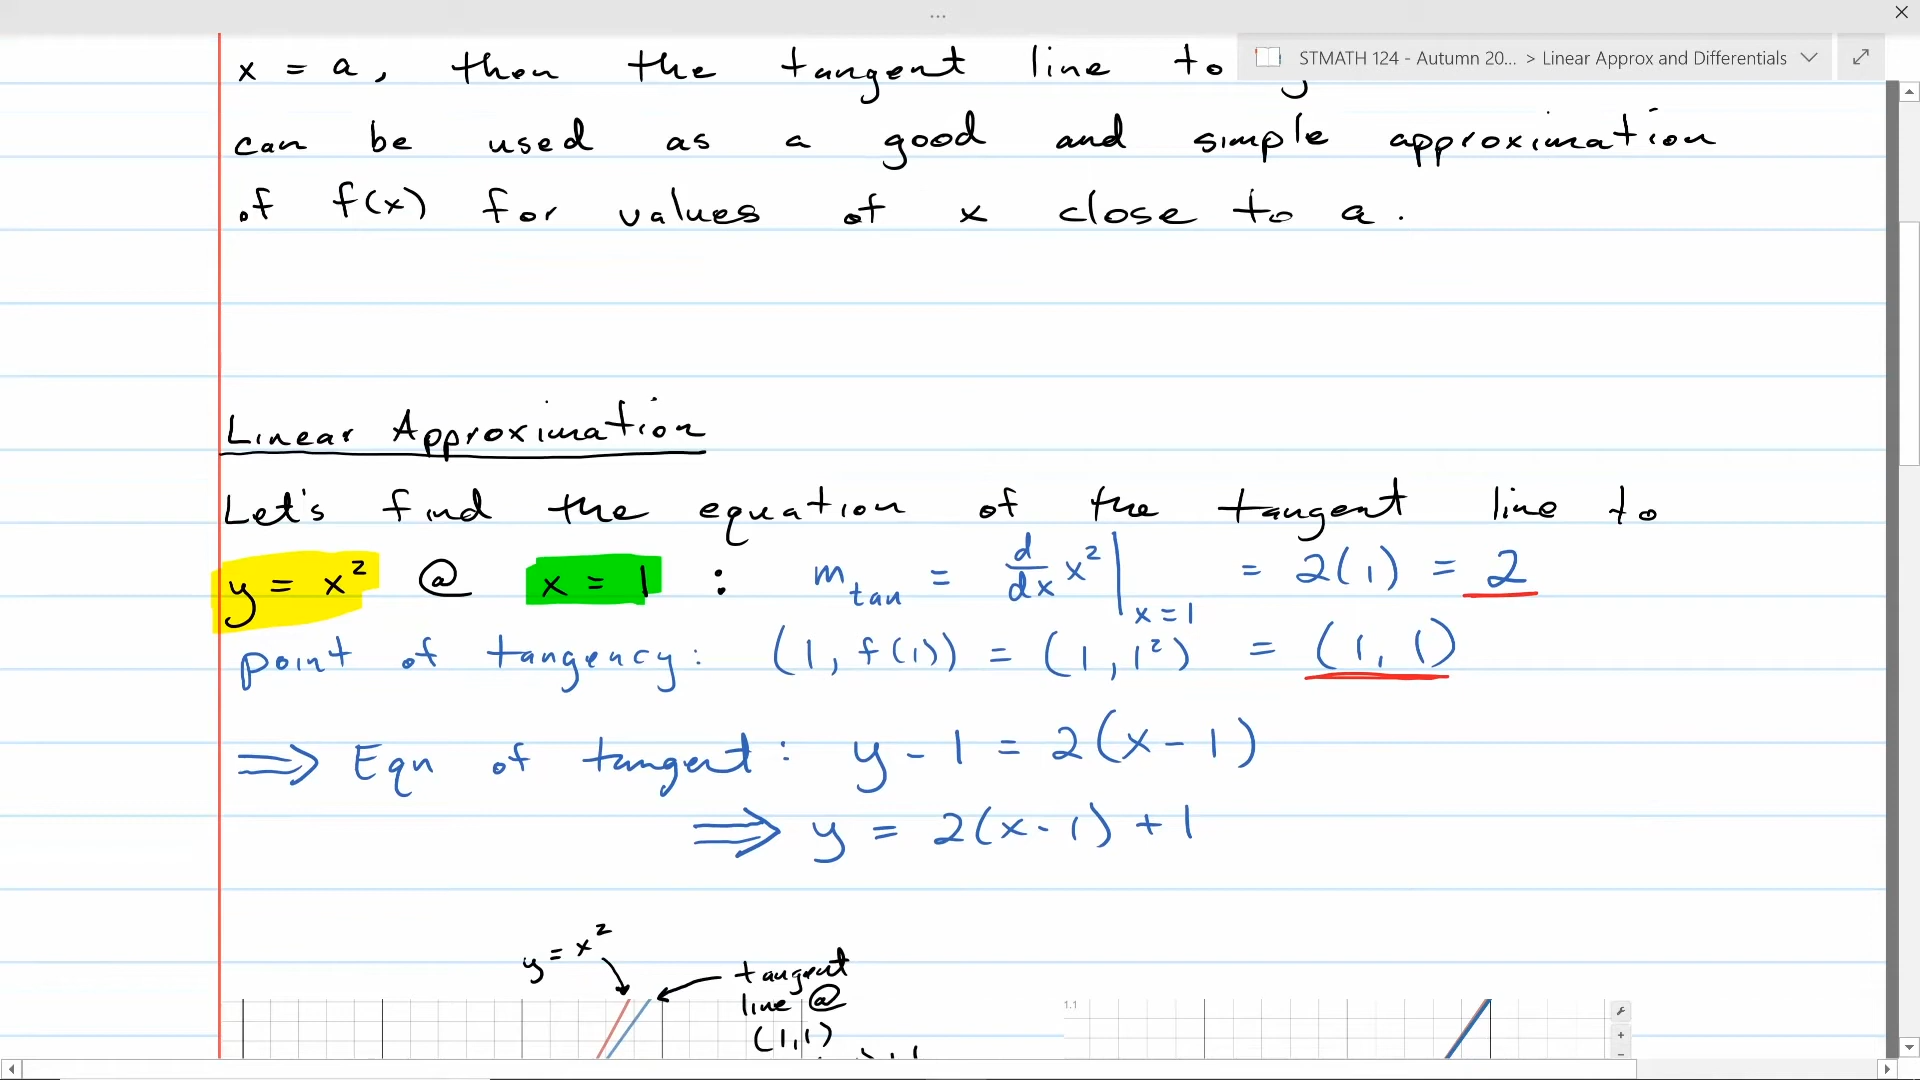 ...
STMATH 124 - Autumn 20... > Linear Approx and Differentials
x = a, then the tangent line to
can be used as a good and simple approximation
of f(x) for values of x close to a.
Linear Approximation
Let's find the equation of the tangent line to
y = x² @ x = 1 : m_tan = d/dx x² |_{x=1} = 2(1) = 2
point of tangency: (1, f(1)) = (1, 1²) = (1, 1)
⟹ Eqn of tangent: y - 1 = 2(x - 1)
⟹ y = 2(x - 1) + 1
y = x²
tangent
line @
(1,1)
1.1